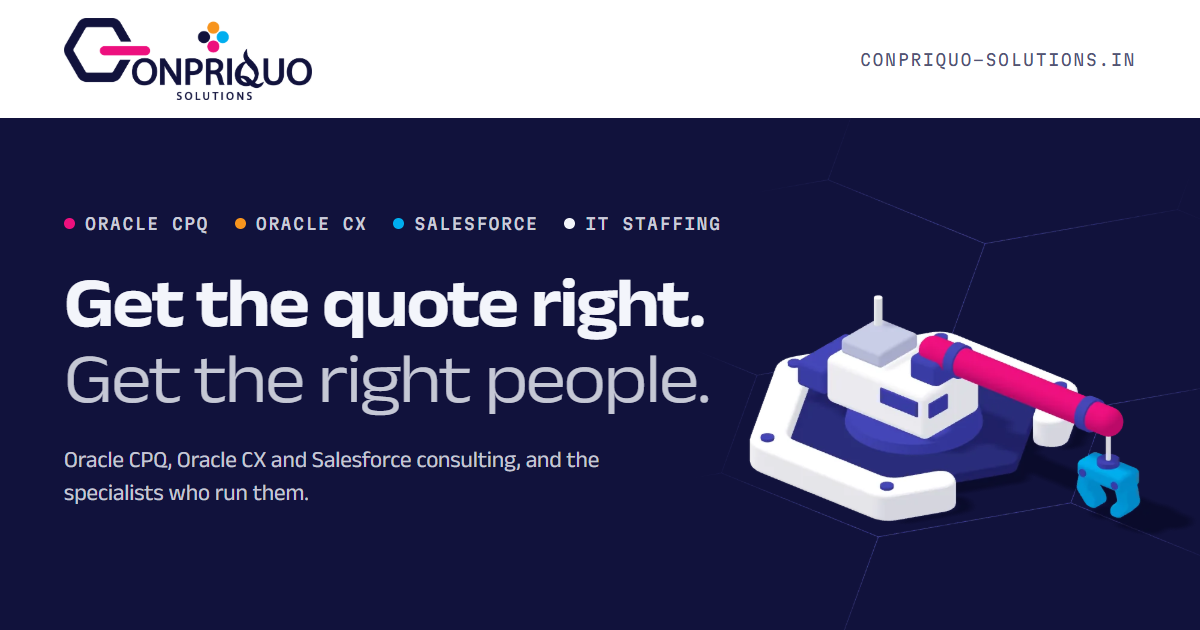 CONPRIQUO
SOLUTIONS
CONPRIQUO-SOLUTIONS.IN
ORACLE CPQ ORACLE CX SALESFORCE IT STAFFING
Get the quote right.
Get the right people.
Oracle CPQ, Oracle CX and Salesforce consulting, and the
specialists who run them.